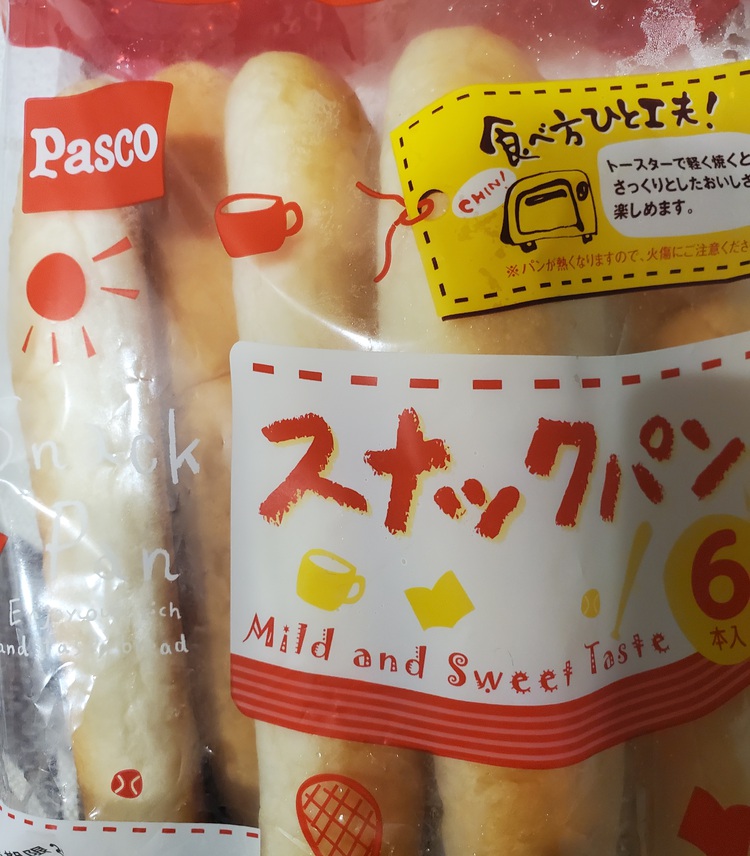 Pasco
食べ方ひと工夫!
CHIN!
トースターで軽く焼くと
さっくりとしたおいしさ
楽しめます。
※パンが熱くなりますので、火傷にご注意くださ
スナックパン
Snack
Pan
6
本入
Mild and Sweet Taste